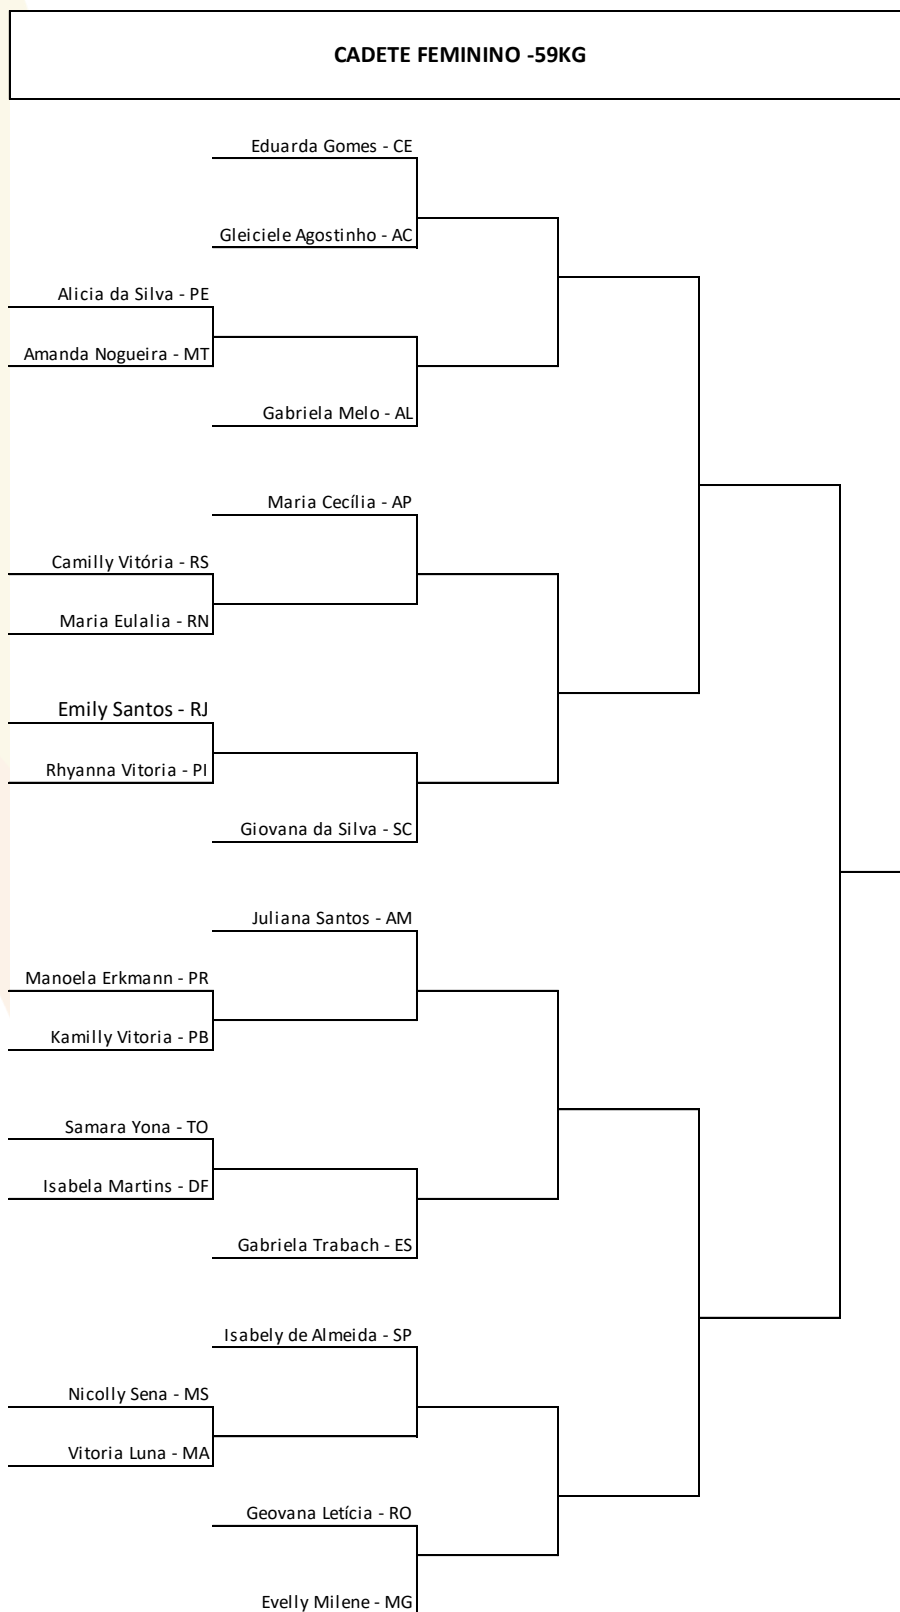 CADETE FEMININO -59KG
Eduarda Gomes - CE
Gleiciele Agostinho - AC
Alicia da Silva - PE
Amanda Nogueira - MT
Gabriela Melo - AL
Maria Cecília - AP
Camilly Vitória - RS
Maria Eulalia - RN
Emily Santos - RJ
Rhyanna Vitoria - PI
Giovana da Silva - SC
Juliana Santos - AM
Manoela Erkmann - PR
Kamilly Vitoria - PB
Samara Yona - TO
Isabela Martins - DF
Gabriela Trabach - ES
Isabely de Almeida - SP
Nicolly Sena - MS
Vitoria Luna - MA
Geovana Letícia - RO
Evelly Milene - MG